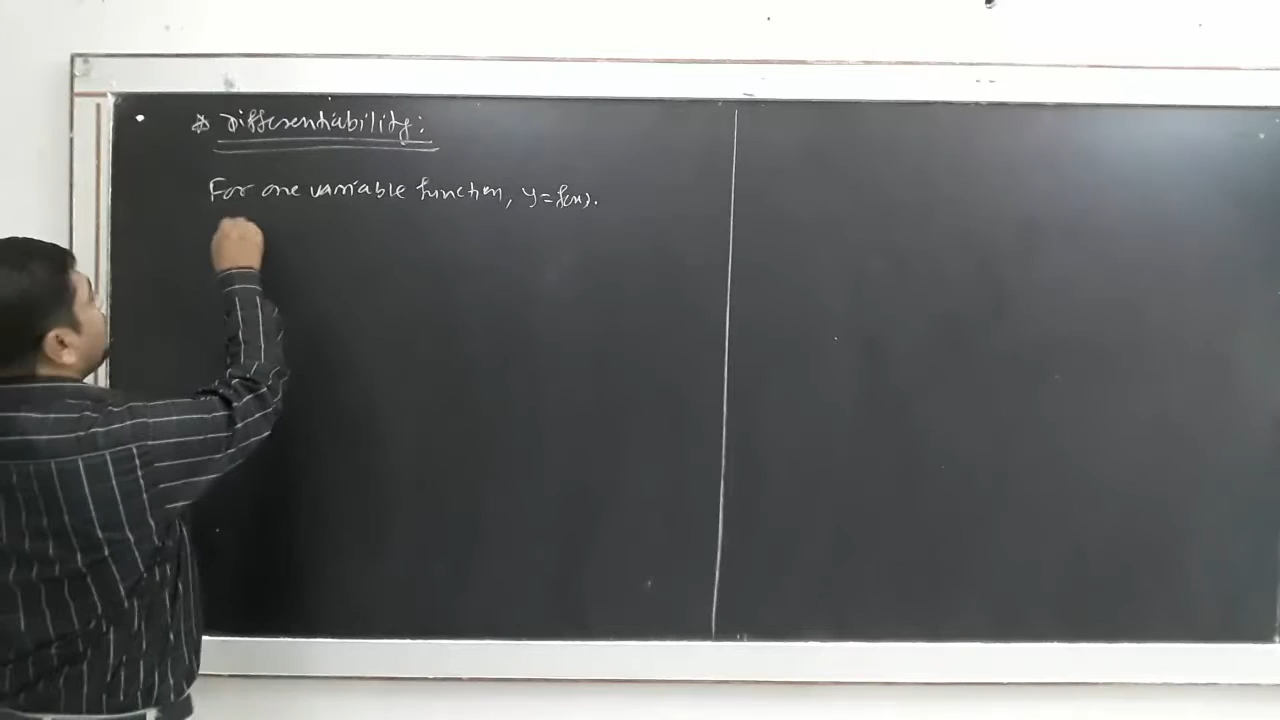 * Differentiability:
For one variable function, y=f(x).